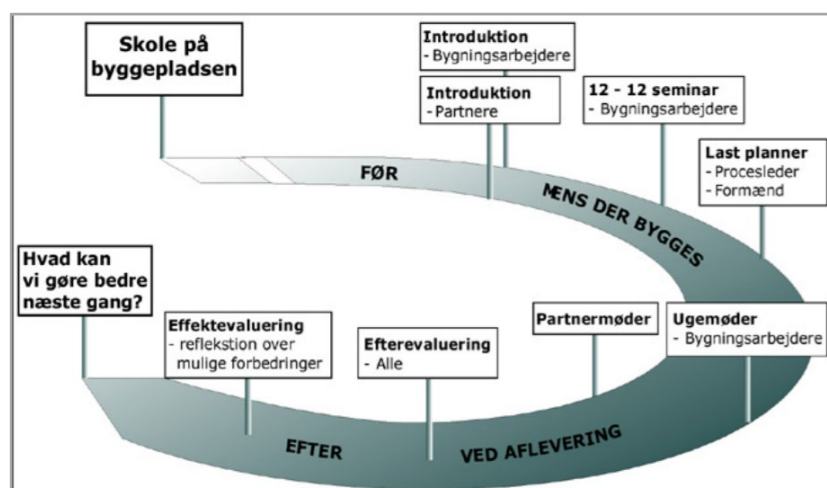 Skole på
byggepladsen
Introduktion
- Bygningsarbejdere
Introduktion
- Partnere
12 - 12 seminar
- Bygningsarbejdere
Last planner
- Procesleder
- Formænd
FØR
MENS DER BYGGES
Hvad kan
vi gøre bedre
næste gang?
Effektevaluering
- reflekstion over
mulige forbedringer
Efterevaluering
- Alle
Partnermøder
Ugemøder
- Bygningsarbejdere
EFTER
VED AFLEVERING